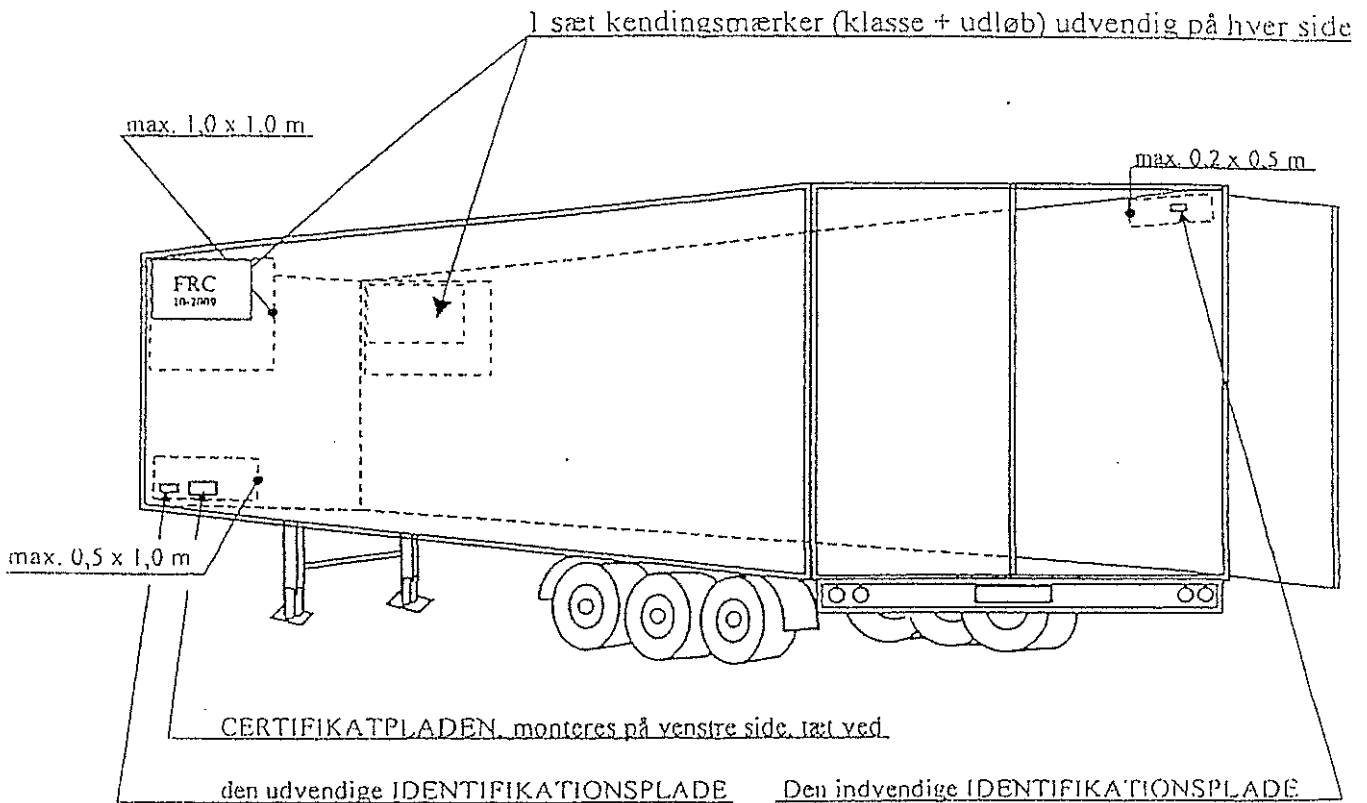 1 sæt kendingsmærker (klasse + udløb) udvendig på hver side
max. 1,0 x 1,0 m
max. 0,2 x 0,5 m
FRC
10-2009
max. 0,5 x 1,0 m
CERTIFIKATPLADEN, monteres på venstre side, tæt ved
den udvendige IDENTIFIKATIONSPLADE
Den indvendige IDENTIFIKATIONSPLADE